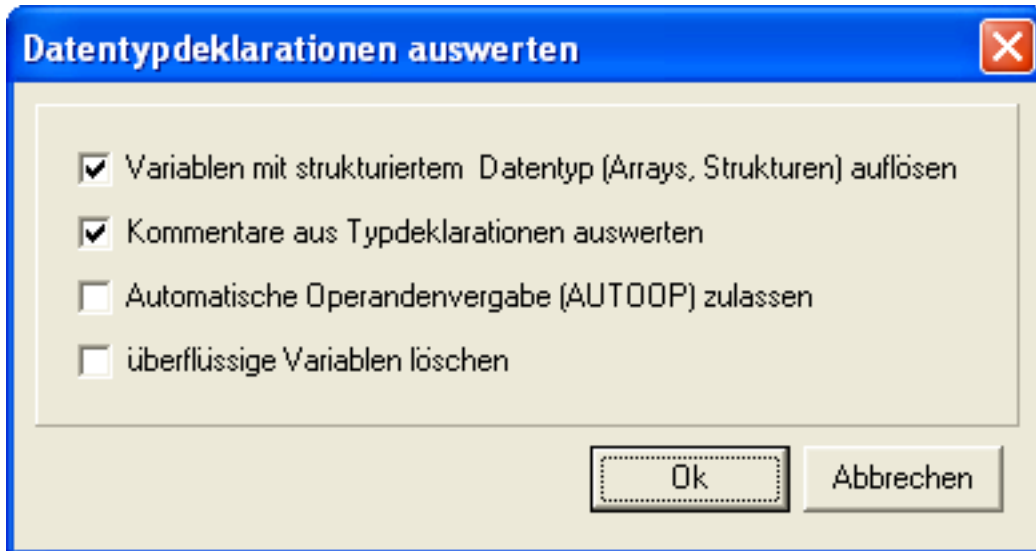 Datentypdeklarationen auswerten
Variablen mit strukturiertem Datentyp (Arrays, Strukturen) auflösen
Kommentare aus Typdeklarationen auswerten
Automatische Operandenvergabe (AUTOOP) zulassen
überflüssige Variablen löschen
Ok Abbrechen